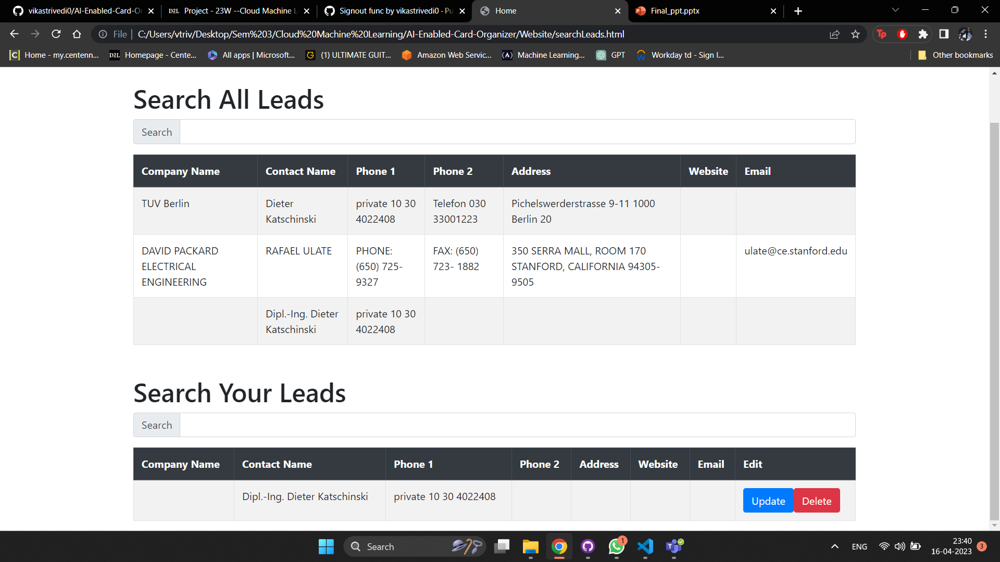 vikastrivedi0/AI-Enabled-Card-Or
D2L Project - 23W --Cloud Machine L
Signout func by vikastrivedi0 · Pu
Home
Final_ppt.pptx
File C:/Users/vtriv/Desktop/Sem%203/Cloud%20Machine%20Learning/AI-Enabled-Card-Organizer/Website/searchLeads.html
Home - my.centenn...
D2L Homepage - Cente...
All apps | Microsoft...
(1) ULTIMATE GUIT...
Amazon Web Servic...
Machine Learning...
GPT
Workday td - Sign I...
Other bookmarks
Search All Leads
Search
Company Name Contact Name Phone 1 Phone 2 Address Website Email
TUV Berlin Dieter private 10 30 Telefon 030 Pichelswerderstrasse 9-11 1000
Katschinski 4022408 33001223 Berlin 20
DAVID PACKARD RAFAEL ULATE PHONE: FAX: (650) 350 SERRA MALL, ROOM 170 ulate@ce.stanford.edu
ELECTRICAL (650) 725- 723- 1882 STANFORD, CALIFORNIA 94305-
ENGINEERING 9327 9505
Dipl.-Ing. Dieter private 10 30
Katschinski 4022408
Search Your Leads
Search
Company Name Contact Name Phone 1 Phone 2 Address Website Email Edit
Dipl.-Ing. Dieter Katschinski private 10 30 4022408 Update Delete
Search
1
ENG
23:40
16-04-2023
3